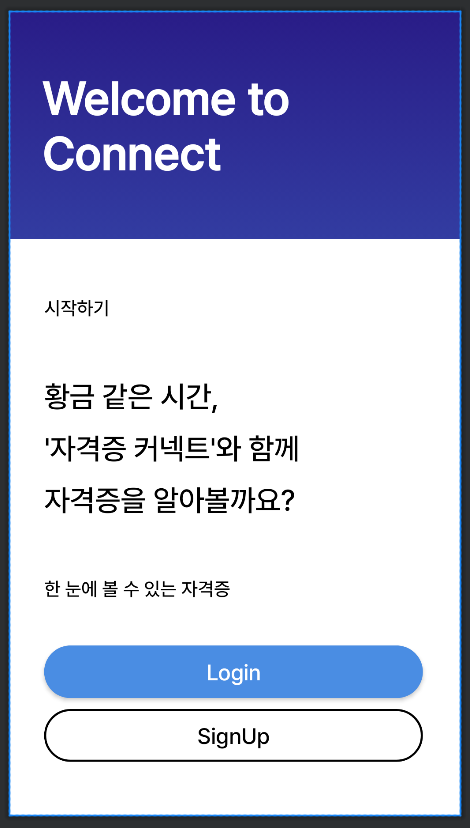 Welcome to
Connect
시작하기
황금 같은 시간,
'자격증 커넥트'와 함께
자격증을 알아볼까요?
한 눈에 볼 수 있는 자격증
Login
SignUp